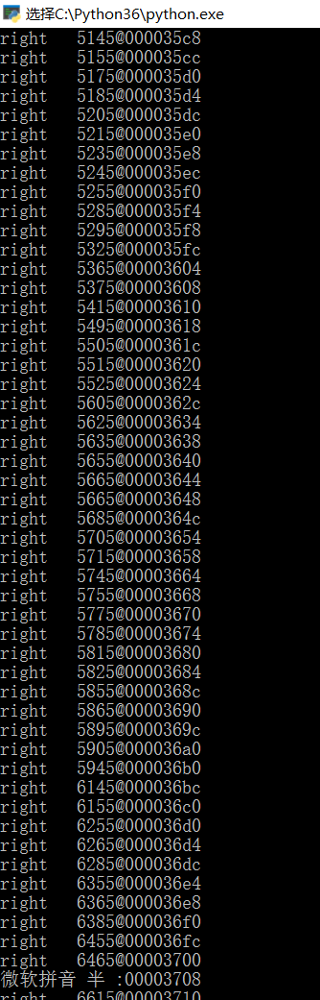 选择C:\Python36\python.exe
right 5145@000035c8
right 5155@000035cc
right 5175@000035d0
right 5185@000035d4
right 5205@000035dc
right 5215@000035e0
right 5235@000035e8
right 5245@000035ec
right 5255@000035f0
right 5285@000035f4
right 5295@000035f8
right 5325@000035fc
right 5365@00003604
right 5375@00003608
right 5415@00003610
right 5495@00003618
right 5505@0000361c
right 5515@00003620
right 5525@00003624
right 5605@0000362c
right 5625@00003634
right 5635@00003638
right 5655@00003640
right 5665@00003644
right 5665@00003648
right 5685@0000364c
right 5705@00003654
right 5715@00003658
right 5745@00003664
right 5755@00003668
right 5775@00003670
right 5785@00003674
right 5815@00003680
right 5825@00003684
right 5855@0000368c
right 5865@00003690
right 5895@0000369c
right 5905@000036a0
right 5945@000036b0
right 6145@000036bc
right 6155@000036c0
right 6255@000036d0
right 6265@000036d4
right 6285@000036dc
right 6355@000036e4
right 6365@000036e8
right 6385@000036f0
right 6455@000036fc
right 6465@00003700
微软拼音 半 :00003708
right 6615@00003710